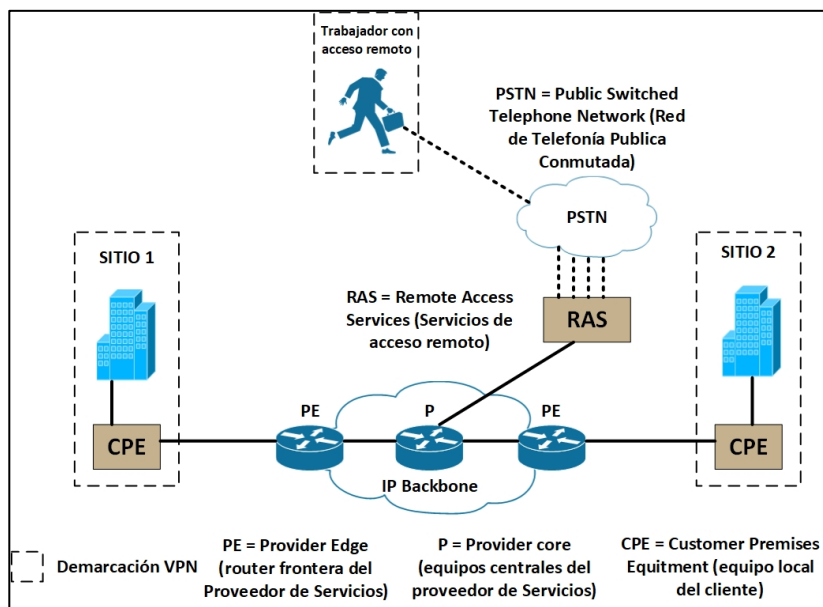 Trabajador con
acceso remoto
PSTN = Public Switched
Telephone Network (Red
de Telefonía Publica
Conmutada)
PSTN
SITIO 1
SITIO 2
RAS = Remote Access
Services (Servicios de
acceso remoto)
RAS
PE
P
PE
CPE
CPE
IP Backbone
Demarcación VPN
PE = Provider Edge
(router frontera del
Proveedor de Servicios)
P = Provider core
(equipos centrales del
proveedor de Servicios)
CPE = Customer Premises
Equitment (equipo local
del cliente)